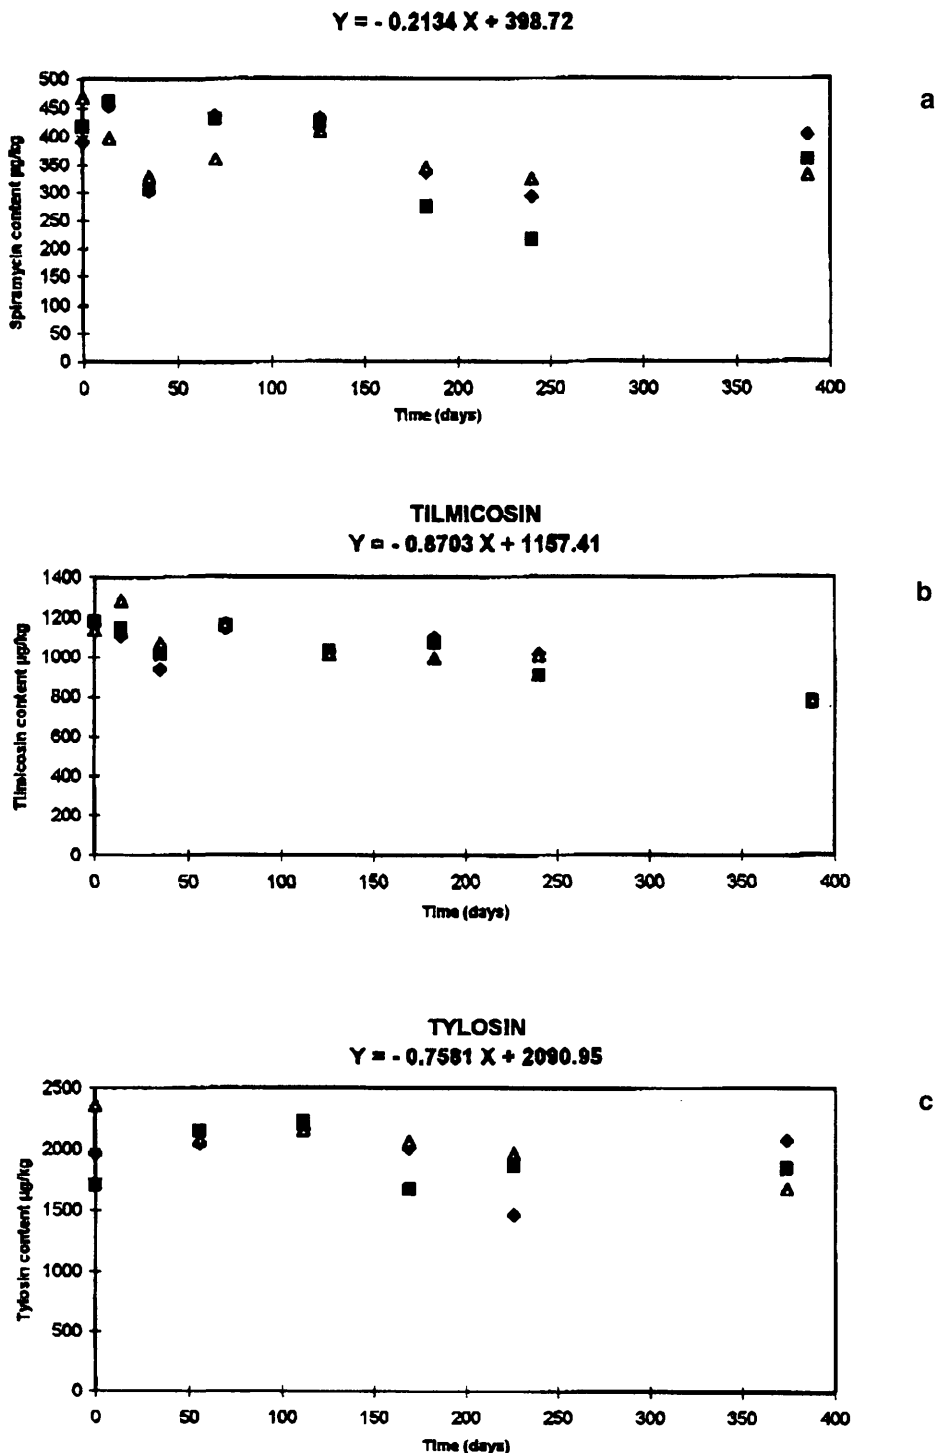 Y = - 0.2134 X + 398.72
a
500
450
400
350
300
250
200
150
100
50
0
Spiramycin content µg/kg
0 50 100 150 200 250 300 350 400
Time (days)
TILMICOSIN
Y = - 0.8703 X + 1157.41
b
1400
1200
1000
800
600
400
200
0
Tilmicosin content µg/kg
0 50 100 150 200 250 300 350 400
Time (days)
TYLOSIN
Y = - 0.7581 X + 2090.95
c
2500
2000
1500
1000
500
0
Tylosin content µg/kg
0 50 100 150 200 250 300 350 400
Time (days)